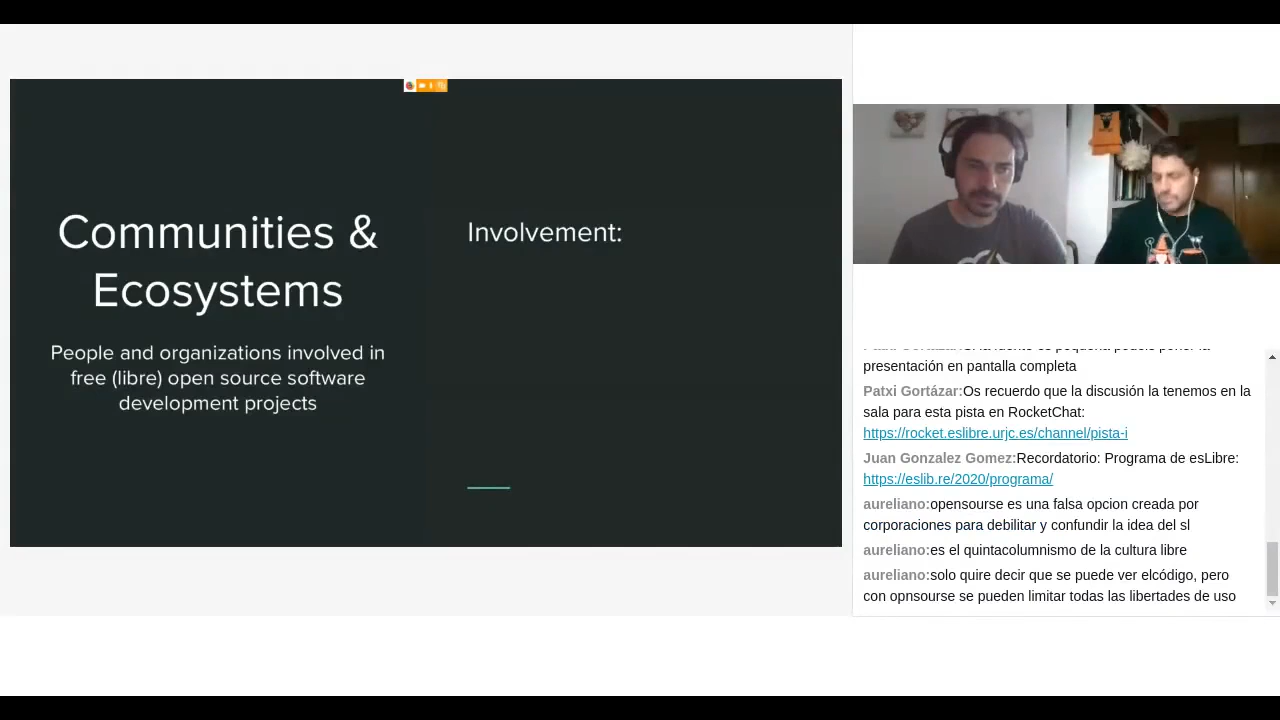 Communities &
Ecosystems
People and organizations involved in
free (libre) open source software
development projects
Involvement:
presentación en pantalla completa
Patxi Gortázar:Os recuerdo que la discusión la tenemos en la
sala para esta pista en RocketChat:
https://rocket.eslibre.urjc.es/channel/pista-i
Juan Gonzalez Gomez:Recordatorio: Programa de esLibre:
https://eslib.re/2020/programa/
aureliano:opensourse es una falsa opcion creada por
corporaciones para debilitar y confundir la idea del sl
aureliano:es el quintacolumnismo de la cultura libre
aureliano:solo quire decir que se puede ver elcódigo, pero
con opnsourse se pueden limitar todas las libertades de uso